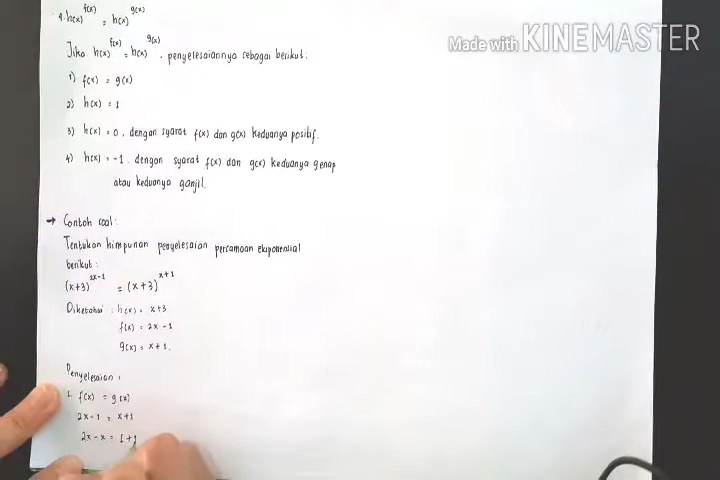 4. h(x)^f(x) = h(x)^g(x)
Made with KINEMASTER
Jika h(x)^f(x) = h(x)^g(x), penyelesaiannya sebagai berikut:
1) f(x) = g(x)
2) h(x) = 1
3) h(x) = 0, dengan syarat f(x) dan g(x) keduanya positif.
4) h(x) = -1. dengan syarat f(x) dan g(x) keduanya genap
atau keduanya ganjil.
→ Contoh soal:
Tentukan himpunan penyelesaian persamaan eksponensial
berikut:
(x+3)^2x-1 = (x+3)^x+1
Diketahui : h(x) = x+3
f(x) = 2x-1
g(x) = x+1.
Penyelesaian :
1. f(x) = g(x)
2x-1 = x+1
2x-x = 1+1